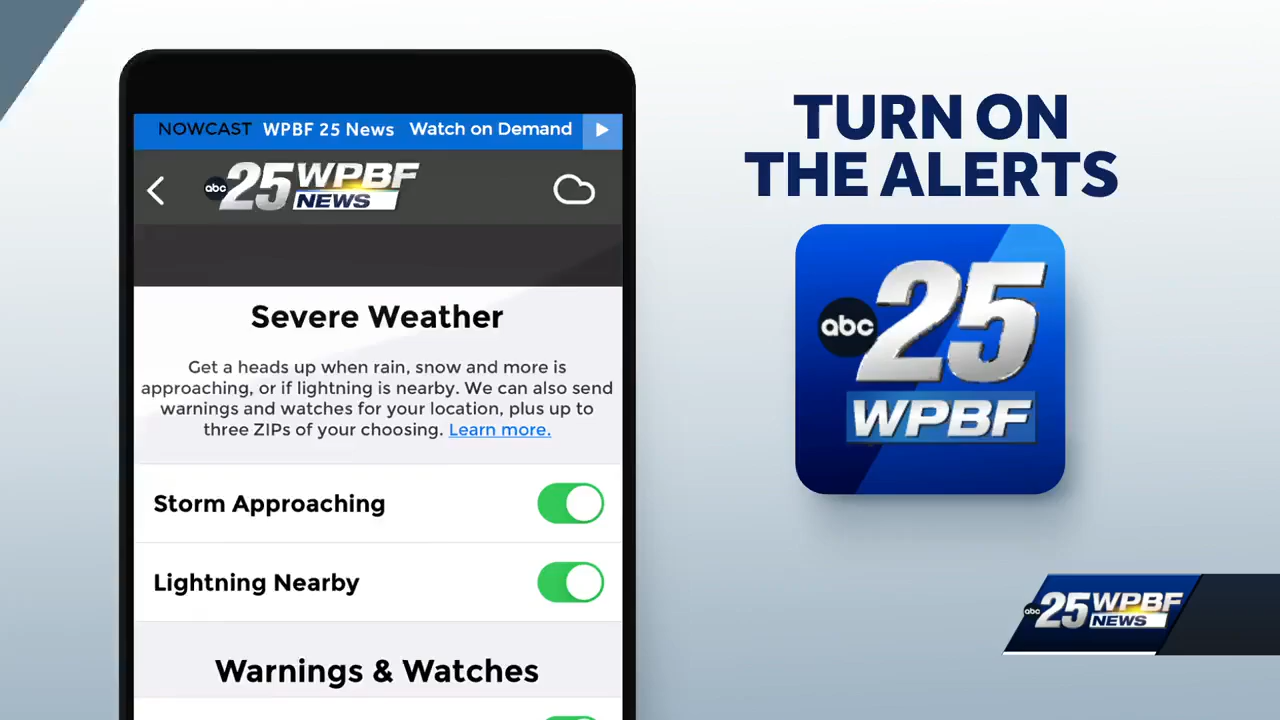 NOWCAST WPBF 25 News Watch on Demand
abc 25 WPBF
NEWS
Severe Weather
Get a heads up when rain, snow and more is
approaching, or if lightning is nearby. We can also send
warnings and watches for your location, plus up to
three ZIPs of your choosing. Learn more.
Storm Approaching
Lightning Nearby
Warnings & Watches
TURN ON
THE ALERTS
abc 25
WPBF
abc 25 WPBF
NEWS